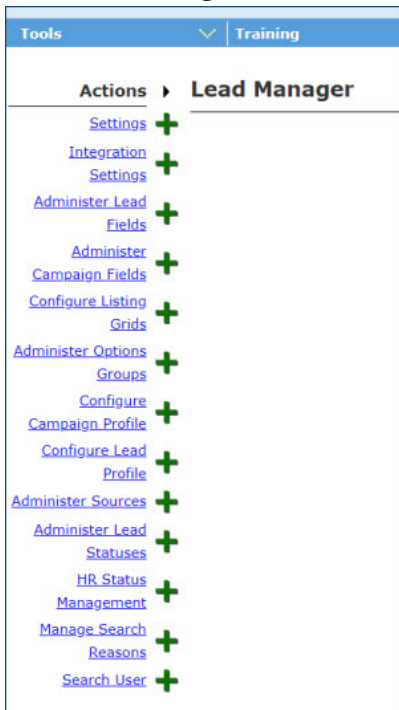 Tools
Training
Actions
Lead Manager
Settings
Integration
Settings
Administer Lead
Fields
Administer
Campaign Fields
Configure Listing
Grids
Administer Options
Groups
Configure
Campaign Profile
Configure Lead
Profile
Administer Sources
Administer Lead
Statuses
HR Status
Management
Manage Search
Reasons
Search User